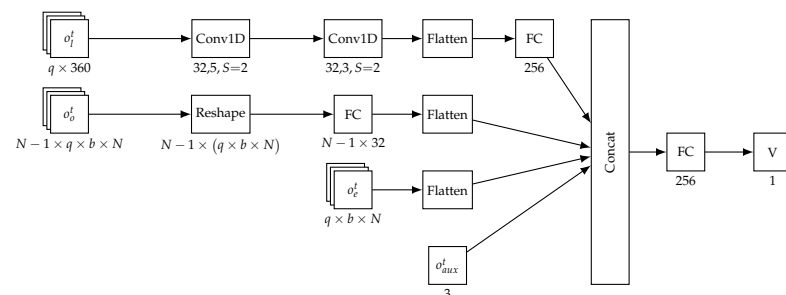 o_l^t
Conv1D
Conv1D
Flatten
FC
q × 360
32,5, S=2
32,3, S=2
256
o_o^t
Reshape
FC
Flatten
N − 1 × q × b × N
N − 1 × (q × b × N)
N − 1 × 32
Concat
FC
V
256
1
o_e^t
Flatten
q × b × N
o_aux^t
3